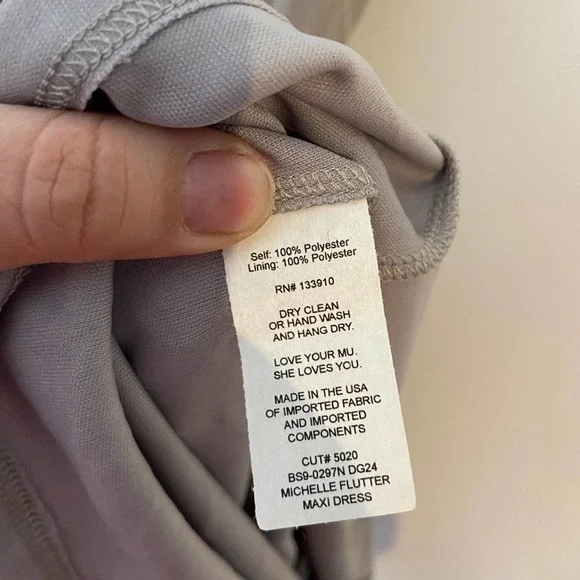 Self: 100% Polyester
Lining: 100% Polyester
RN# 133910
DRY CLEAN
OR HAND WASH
AND HANG DRY.
LOVE YOUR MU.
SHE LOVES YOU.
MADE IN THE USA
OF IMPORTED FABRIC
AND IMPORTED
COMPONENTS
CUT# 5020
BS9-0297N DG24
MICHELLE FLUTTER
MAXI DRESS